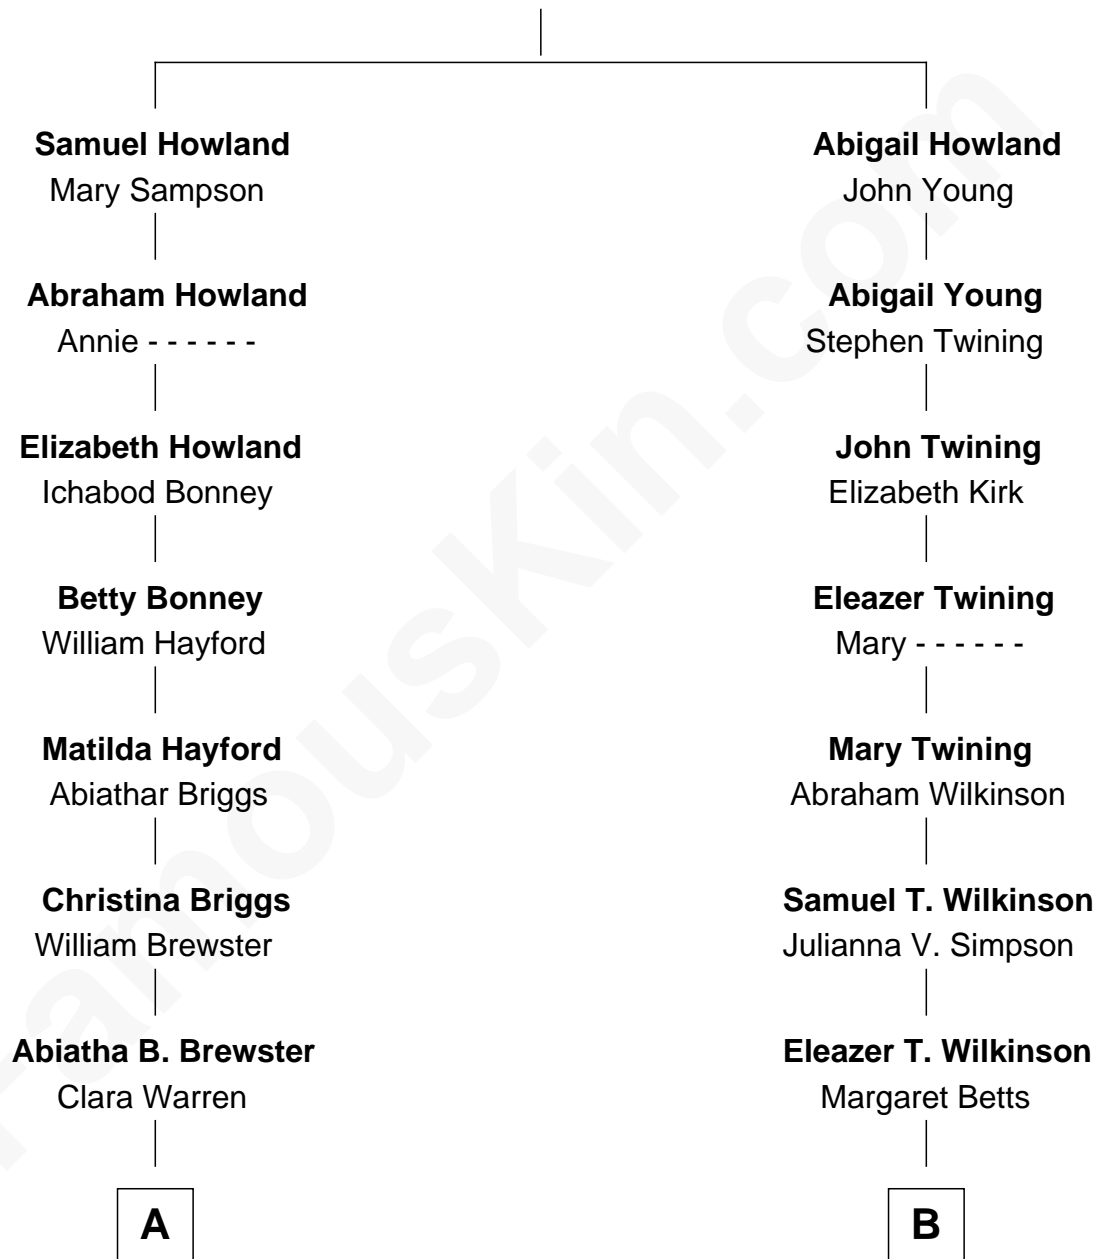 Samuel Howland
Mary Sampson
Abraham Howland
Annie - - - - - -
Elizabeth Howland
Ichabod Bonney
Betty Bonney
William Hayford
Matilda Hayford
Abiathar Briggs
Christina Briggs
William Brewster
Abiatha B. Brewster
Clara Warren
A
Abigail Howland
John Young
Abigail Young
Stephen Twining
John Twining
Elizabeth Kirk
Eleazer Twining
Mary - - - - - -
Mary Twining
Abraham Wilkinson
Samuel T. Wilkinson
Julianna V. Simpson
Eleazer T. Wilkinson
Margaret Betts
B
FamousKin.com